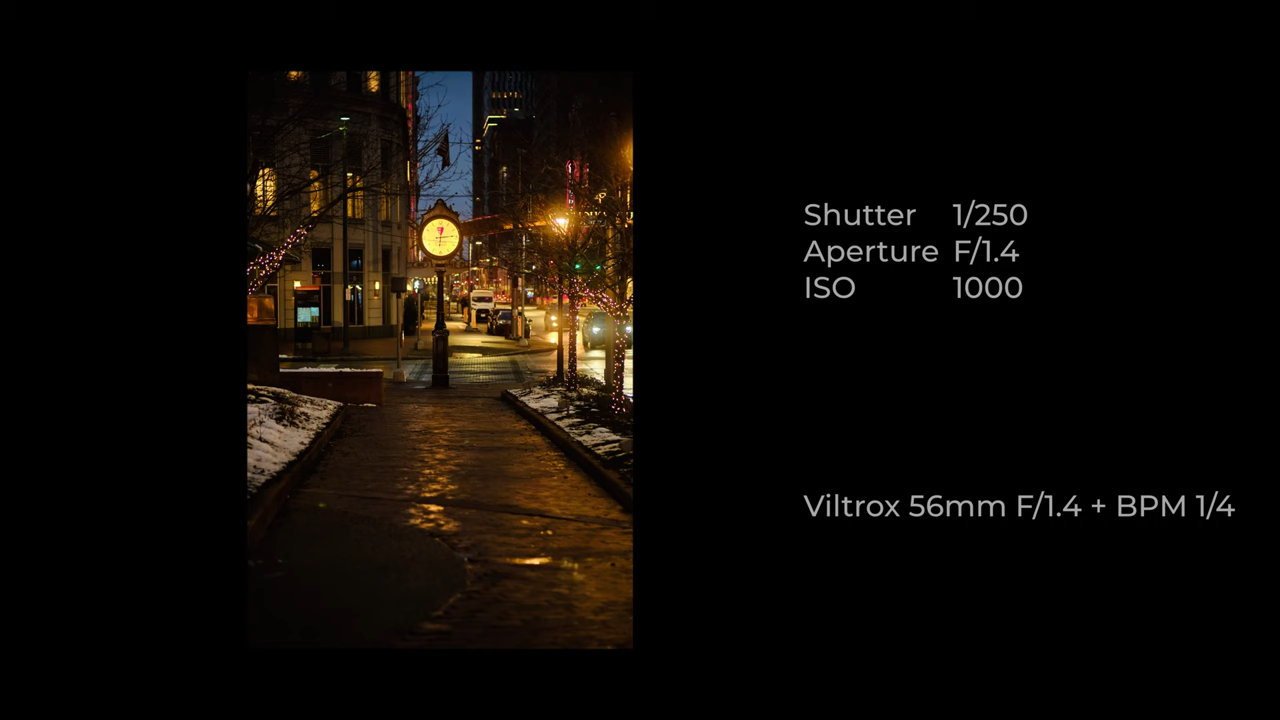 Shutter 1/250
Aperture F/1.4
ISO 1000
Viltrox 56mm F/1.4 + BPM 1/4